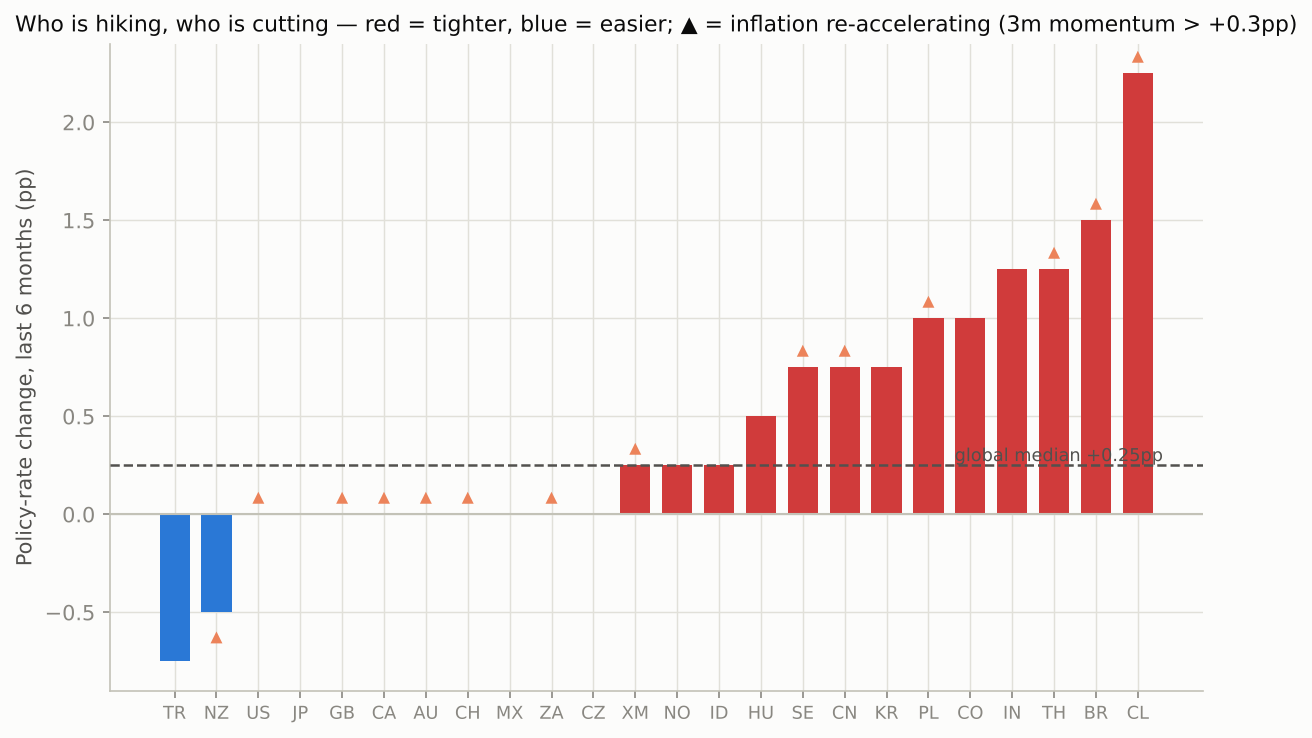 Who is hiking, who is cutting — red = tighter, blue = easier; ▲ = inflation re-accelerating (3m momentum > +0.3pp)
Policy-rate change, last 6 months (pp)
2.0
1.5
1.0
0.5
0.0
−0.5
global median +0.25pp
TR NZ US JP GB CA AU CH MX ZA CZ XM NO ID HU SE CN KR PL CO IN TH BR CL